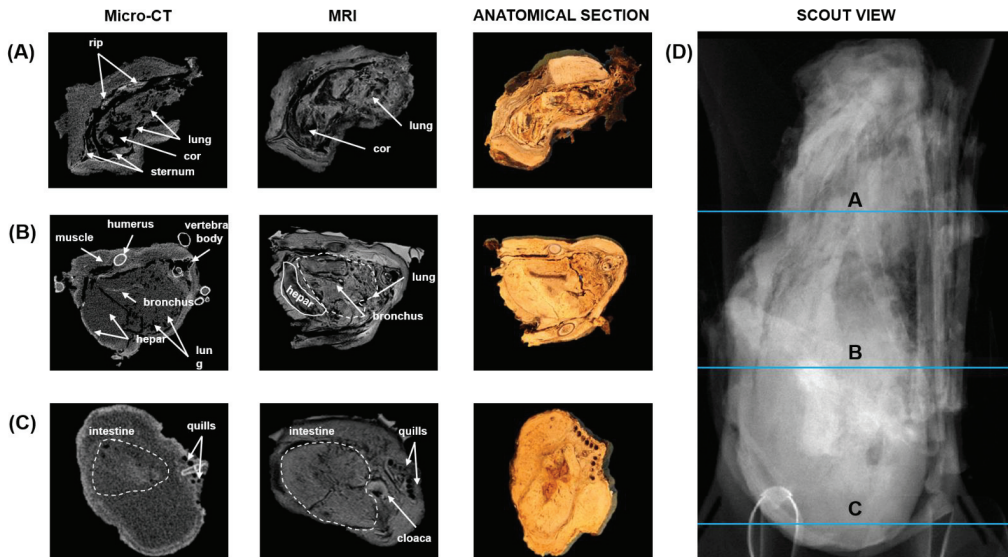 Micro-CT
MRI
ANATOMICAL SECTION
SCOUT VIEW
(A)
rip
lung
cor
sternum
lung
cor
(B)
humerus
muscle
vertebra
body
bronchus
hepar
lun
g
hepar
lung
bronchus
(C)
intestine
quills
intestine
quills
cloaca
(D)
A
B
C